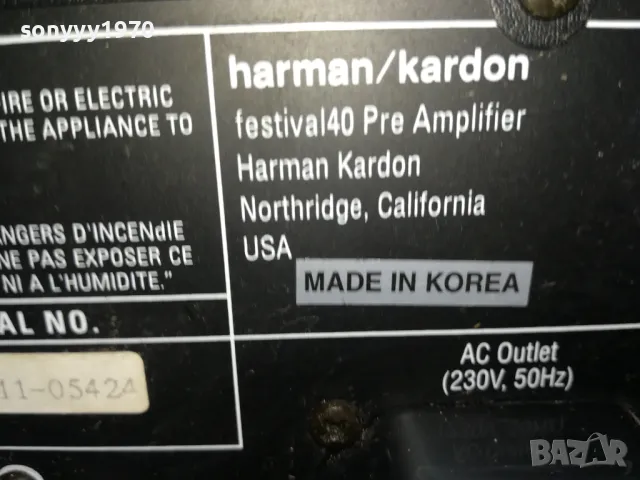 sonyyy1970
harman/kardon
festival40 Pre Amplifier
Harman Kardon
Northridge, California
USA
MADE IN KOREA
IRE OR ELECTRIC
THE APPLIANCE TO
ANGERS D'INCENdIE
NE PAS EXPOSER CE
NI A L'HUMIDITE."
AL NO.
11-05424
AC Outlet
(230V, 50Hz)
BAZAR